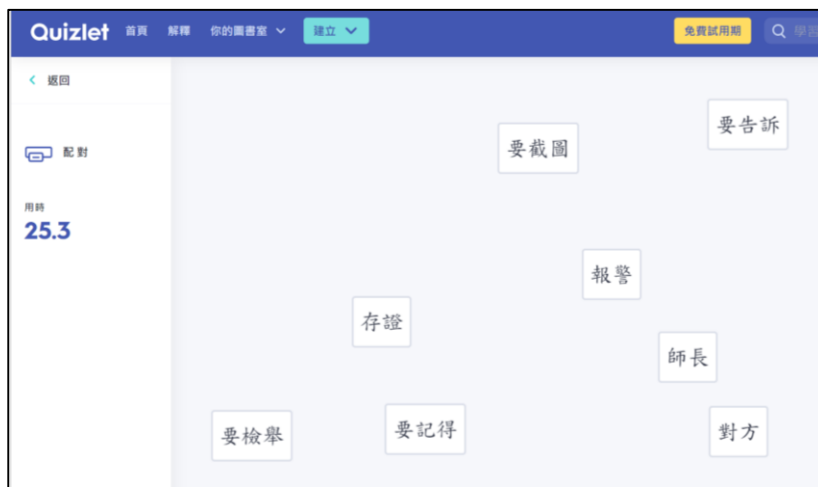 Quizlet 首頁 解釋 你的圖書室 建立 免費試用期 學習
返回
配對
用時
25.3
要告訴
要截圖
報警
存證
師長
要檢舉
要記得
對方